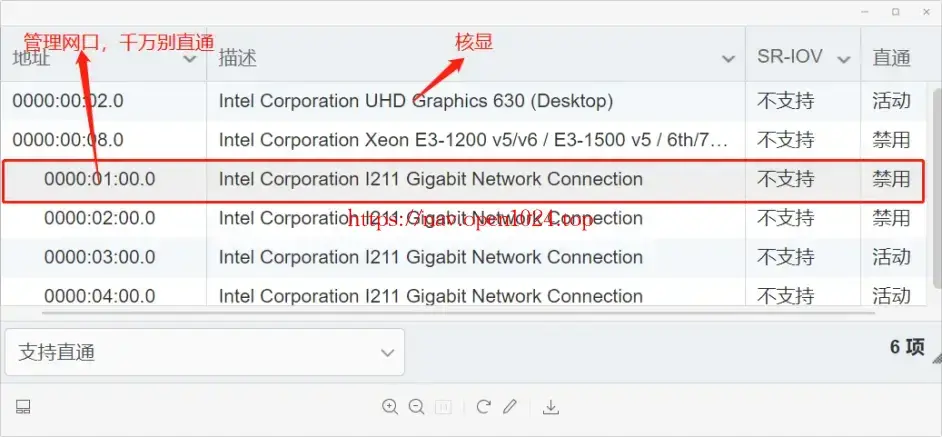 管理网口，千万别直通
核显
地址 描述 SR-IOV 直通
0000:00:02.0 Intel Corporation UHD Graphics 630 (Desktop) 不支持 活动
0000:00:08.0 Intel Corporation Xeon E3-1200 v5/v6 / E3-1500 v5 / 6th/7… 不支持 禁用
0000:01:00.0 Intel Corporation I211 Gigabit Network Connection 不支持 禁用
0000:02:00.0 Intel Corporation I211 Gigabit Network Connection 不支持 禁用
https://nav.open1024.top
0000:03:00.0 Intel Corporation I211 Gigabit Network Connection 不支持 活动
0000:04:00.0 Intel Corporation I211 Gigabit Network Connection 不支持 活动
支持直通 6 项